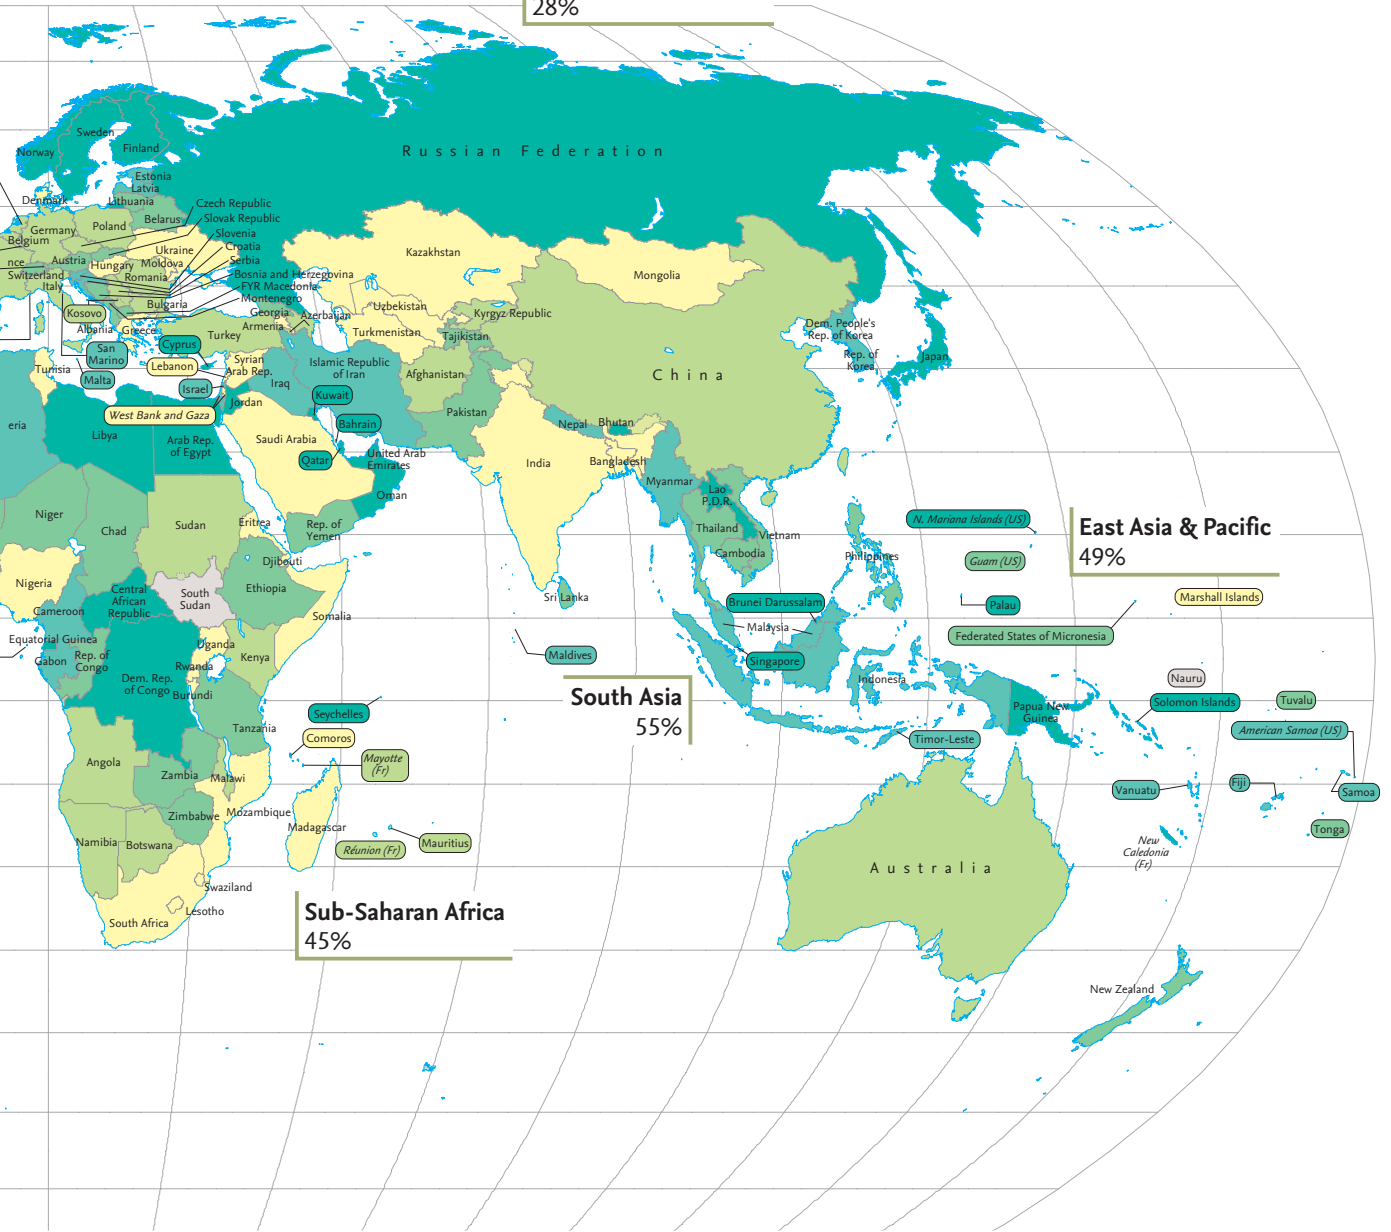 28%
Sweden
Norway
Finland
Russian Federation
Estonia
Latvia
Lithuania
Denmark
Czech Republic
Slovak Republic
Belarus
Poland
Germany
Slovenia
Belgium
Croatia
Ukraine
Austria
Serbia
nce
Hungary
Moldova
Switzerland
Romania
Bosnia and Herzegovina
Italy
FYR Macedonia
Montenegro
Bulgaria
Kosovo
Georgia
Azerbaijan
Albania
Greece
Armenia
Turkey
Kazakhstan
Mongolia
Uzbekistan
Kyrgyz Republic
Turkmenistan
Tajikistan
Dem. People's
Rep. of Korea
Rep. of
Korea
Japan
China
Cyprus
San
Marino
Syrian
Arab Rep.
Lebanon
Tunisia
Malta
Israel
Iraq
Islamic Republic
of Iran
Afghanistan
Kuwait
Jordan
West Bank and Gaza
Pakistan
Bahrain
Nepal
Bhutan
eria
Libya
Arab Rep.
of Egypt
Saudi Arabia
Qatar
United Arab
Emirates
India
Bangladesh
Myanmar
Oman
Lao
P.D.R.
Niger
Chad
Sudan
Eritrea
Rep. of
Yemen
Thailand
Vietnam
Cambodia
Philippines
N. Mariana Islands (US)
East Asia & Pacific
49%
Guam (US)
Djibouti
Nigeria
Central
African
Republic
South
Sudan
Ethiopia
Sri Lanka
Brunei Darussalam
Palau
Marshall Islands
Cameroon
Somalia
Malaysia
Federated States of Micronesia
Equatorial Guinea
Uganda
Gabon
Rep. of
Congo
Kenya
Maldives
Singapore
Rwanda
Dem. Rep.
of Congo
Burundi
Indonesia
Nauru
South Asia
55%
Solomon Islands
Tuvalu
Papua New
Guinea
Seychelles
Tanzania
American Samoa (US)
Comoros
Timor-Leste
Angola
Mayotte
(Fr)
Zambia
Malawi
Vanuatu
Fiji
Samoa
Zimbabwe
Mozambique
Madagascar
Namibia
Botswana
Réunion (Fr)
Mauritius
Tonga
New
Caledonia
(Fr)
Australia
Swaziland
Lesotho
South Africa
Sub-Saharan Africa
45%
New Zealand